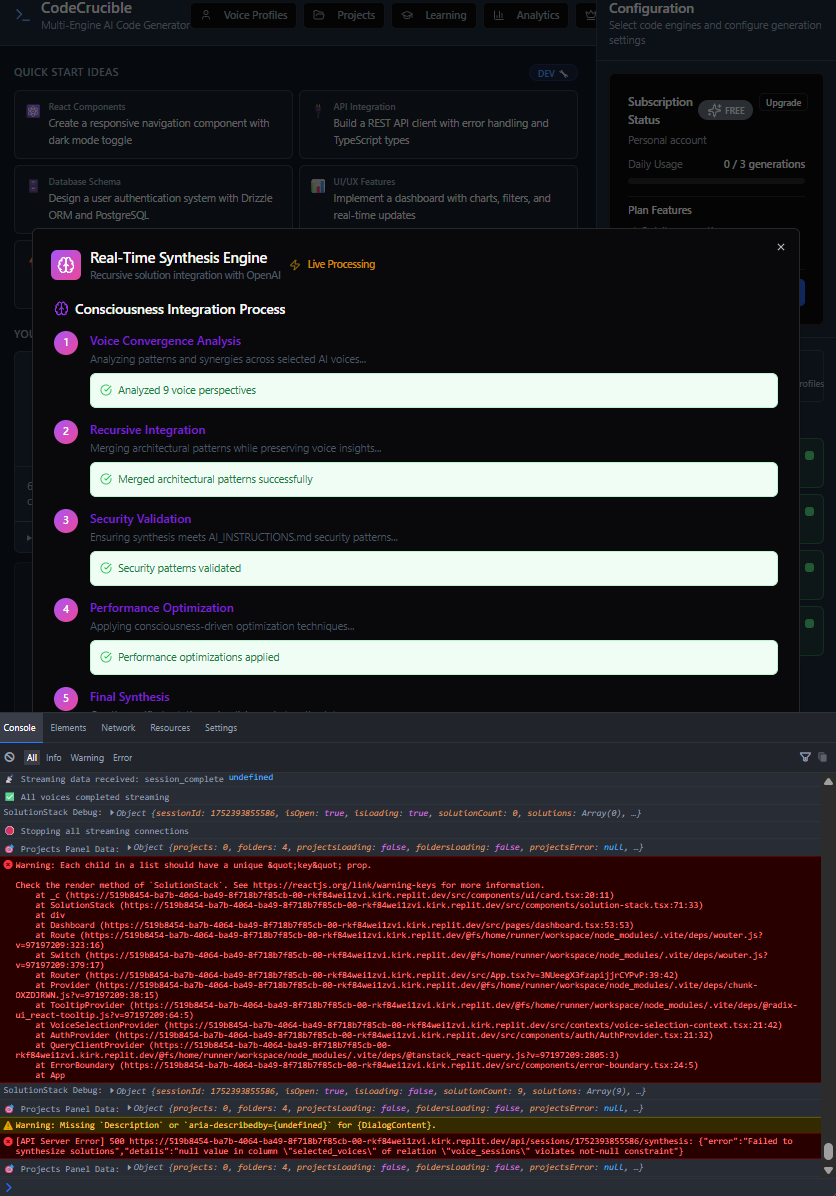 CodeCrucible
Multi-Engine AI Code Generator
Voice Profiles
Projects
Learning
Analytics
Configuration
Select code engines and configure generation
settings
QUICK START IDEAS
DEV
React Components
Create a responsive navigation component with
dark mode toggle
API Integration
Build a REST API client with error handling and
TypeScript types
Database Schema
Design a user authentication system with Drizzle
ORM and PostgreSQL
UI/UX Features
Implement a dashboard with charts, filters, and
real-time updates
Subscription
Status
FREE
Upgrade
Personal account
Daily Usage
0 / 3 generations
Plan Features
YOU
rofiles
Real-Time Synthesis Engine
Live Processing
Recursive solution integration with OpenAI
Consciousness Integration Process
1
Voice Convergence Analysis
Analyzing patterns and synergies across selected AI voices...
Analyzed 9 voice perspectives
2
Recursive Integration
Merging architectural patterns while preserving voice insights...
Merged architectural patterns successfully
3
Security Validation
Ensuring synthesis meets AI_INSTRUCTIONS.md security patterns...
Security patterns validated
4
Performance Optimization
Applying consciousness-driven optimization techniques...
Performance optimizations applied
5
Final Synthesis
Console Elements Network Resources Settings
All Info Warning Error
Streaming data received: session_complete undefined
All voices completed streaming
SolutionStack Debug: Object {sessionId: 1752393855586, isOpen: true, isLoading: true, solutionCount: 0, solutions: Array(0), …}
Stopping all streaming connections
Projects Panel Data: Object {projects: 0, folders: 4, projectsLoading: false, foldersLoading: false, projectsError: null, …}
Warning: Each child in a list should have a unique &quot;key&quot; prop.
Check the render method of `SolutionStack`. See https://reactjs.org/link/warning-keys for more information.
at _c (https://519b8454-ba7b-4064-ba49-8f718b7f85cb-00-rkf84wei1zvi.kirk.replit.dev/src/components/ui/card.tsx:20:11)
at SolutionStack (https://519b8454-ba7b-4064-ba49-8f718b7f85cb-00-rkf84wei1zvi.kirk.replit.dev/src/components/solution-stack.tsx:71:33)
at div
at Dashboard (https://519b8454-ba7b-4064-ba49-8f718b7f85cb-00-rkf84wei1zvi.kirk.replit.dev/src/pages/dashboard.tsx:53:53)
at Route (https://519b8454-ba7b-4064-ba49-8f718b7f85cb-00-rkf84wei1zvi.kirk.replit.dev/@fs/home/runner/workspace/node_modules/.vite/deps/wouter.js?
v=97197209:323:16)
at Switch (https://519b8454-ba7b-4064-ba49-8f718b7f85cb-00-rkf84wei1zvi.kirk.replit.dev/@fs/home/runner/workspace/node_modules/.vite/deps/wouter.js?
v=97197209:379:17)
at Router (https://519b8454-ba7b-4064-ba49-8f718b7f85cb-00-rkf84wei1zvi.kirk.replit.dev/src/App.tsx?v=3NUeegX3fzapijjrCYPvP:39:42)
at Provider (https://519b8454-ba7b-4064-ba49-8f718b7f85cb-00-rkf84wei1zvi.kirk.replit.dev/@fs/home/runner/workspace/node_modules/.vite/deps/chunk-
OXZDJRWN.js?v=97197209:38:15)
at TooltipProvider (https://519b8454-ba7b-4064-ba49-8f718b7f85cb-00-rkf84wei1zvi.kirk.replit.dev/@fs/home/runner/workspace/node_modules/.vite/deps/@radix-
ui_react-tooltip.js?v=97197209:64:5)
at VoiceSelectionProvider (https://519b8454-ba7b-4064-ba49-8f718b7f85cb-00-rkf84wei1zvi.kirk.replit.dev/src/contexts/voice-selection-context.tsx:21:42)
at AuthProvider (https://519b8454-ba7b-4064-ba49-8f718b7f85cb-00-rkf84wei1zvi.kirk.replit.dev/src/components/auth/AuthProvider.tsx:21:32)
at QueryClientProvider (https://519b8454-ba7b-4064-ba49-8f718b7f85cb-00-
rkf84wei1zvi.kirk.replit.dev/@fs/home/runner/workspace/node_modules/.vite/deps/@tanstack_react-query.js?v=97197209:2805:3)
at ErrorBoundary (https://519b8454-ba7b-4064-ba49-8f718b7f85cb-00-rkf84wei1zvi.kirk.replit.dev/src/components/error-boundary.tsx:24:5)
at App
SolutionStack Debug: Object {sessionId: 1752393855586, isOpen: true, isLoading: false, solutionCount: 9, solutions: Array(9), …}
Projects Panel Data: Object {projects: 0, folders: 4, projectsLoading: false, foldersLoading: false, projectsError: null, …}
Warning: Missing `Description` or `aria-describedby={undefined}` for {DialogContent}.
[API Server Error] 500 https://519b8454-ba7b-4064-ba49-8f718b7f85cb-00-rkf84wei1zvi.kirk.replit.dev/api/sessions/1752393855586/synthesis: {"error":"Failed to
synthesize solutions","details":"null value in column \"selected_voices\" of relation \"voice_sessions\" violates not-null constraint"}
Projects Panel Data: Object {projects: 0, folders: 4, projectsLoading: false, foldersLoading: false, projectsError: null, …}